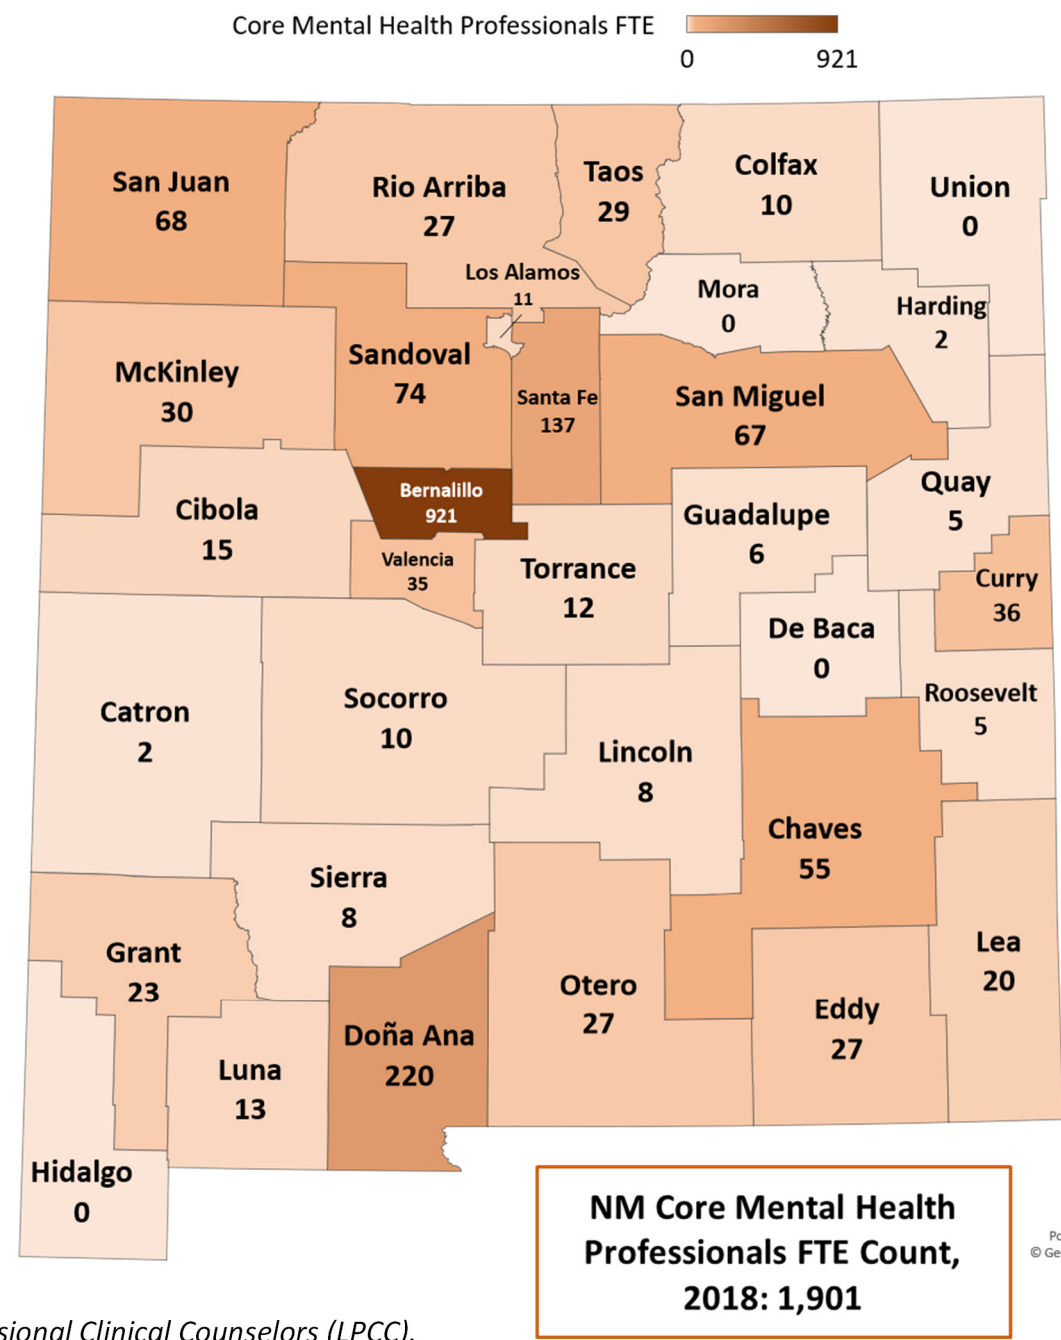 Core Mental Health Professionals FTE
0 921
San Juan
68
Rio Arriba
27
Taos
29
Colfax
10
Union
0
Los Alamos
11
Mora
0
Harding
2
McKinley
30
Sandoval
74
Santa Fe
137
San Miguel
67
Cibola
15
Bernalillo
921
Valencia
35
Torrance
12
Guadalupe
6
Quay
5
Curry
36
De Baca
0
Roosevelt
5
Catron
2
Socorro
10
Lincoln
8
Chaves
55
Sierra
8
Grant
23
Doña Ana
220
Otero
27
Eddy
27
Lea
20
Luna
13
Hidalgo
0
NM Core Mental Health
Professionals FTE Count,
2018: 1,901
Po
© Ge
sional Clinical Counselors (LPCC).